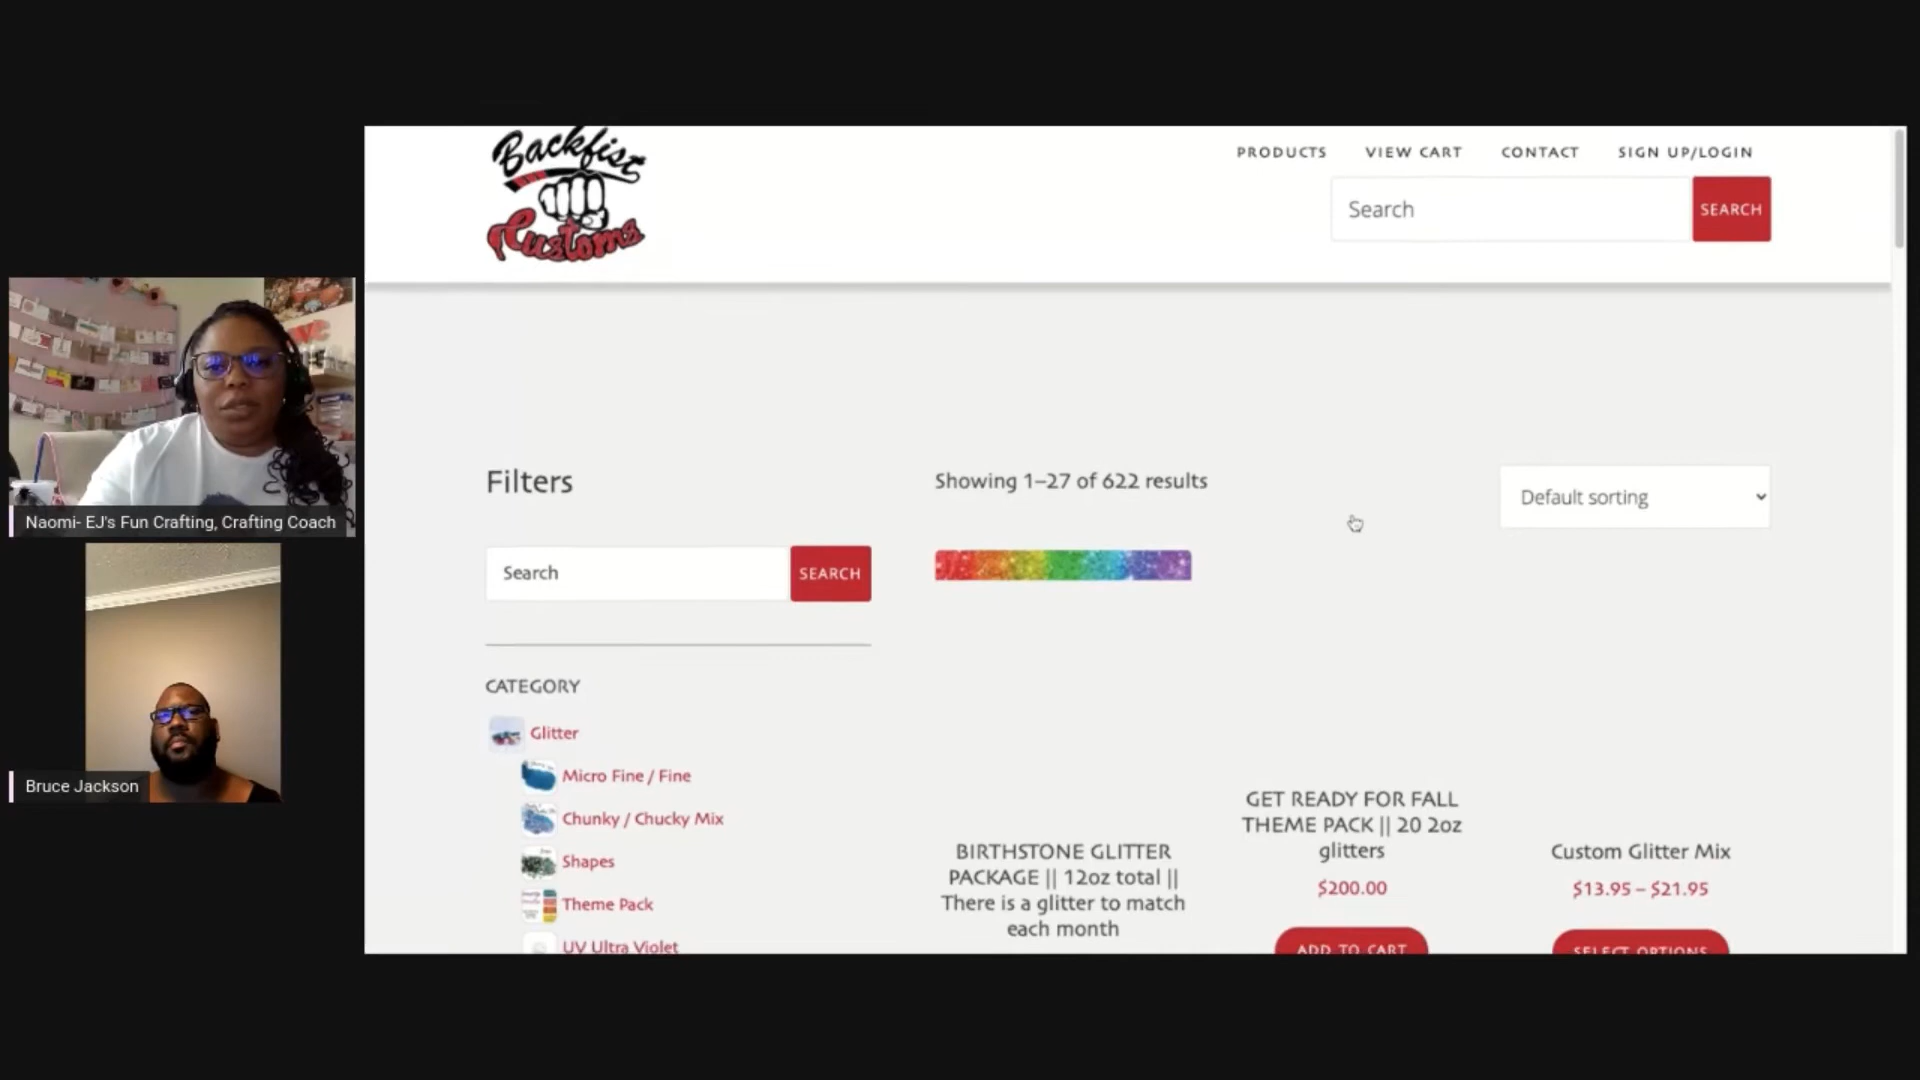 Backfist
Customs
PRODUCTS VIEW CART CONTACT SIGN UP/LOGIN
Search SEARCH
Naomi- EJ's Fun Crafting, Crafting Coach
Bruce Jackson
Filters
Search SEARCH
CATEGORY
Glitter
Micro Fine / Fine
Chunky / Chucky Mix
Shapes
Theme Pack
UV Ultra Violet
Showing 1–27 of 622 results
Default sorting
BIRTHSTONE GLITTER
PACKAGE || 12oz total ||
There is a glitter to match
each month
GET READY FOR FALL
THEME PACK || 20 2oz
glitters
$200.00
ADD TO CART
Custom Glitter Mix
$13.95 – $21.95
SELECT OPTIONS